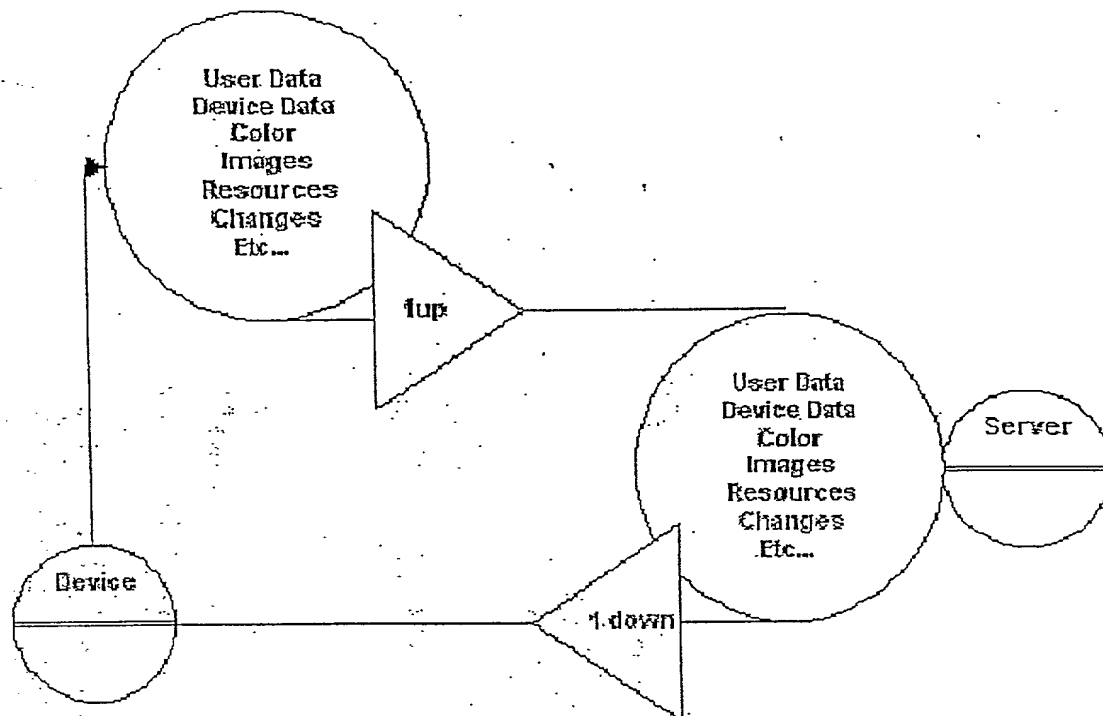 User Data
Device Data
Color
Images
Resources
Changes
Etc...
1up
User Data
Device Data
Color
Images
Resources
Changes
Etc...
Server
Device
1 down